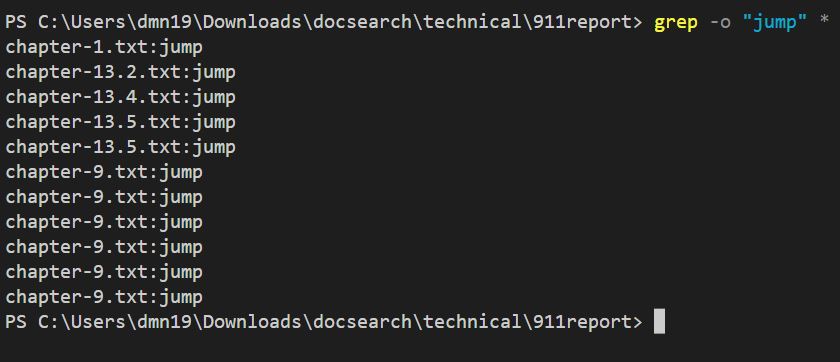 PS C:\Users\dmn19\Downloads\docsearch\technical\911report> grep -o "jump" *
chapter-1.txt:jump
chapter-13.2.txt:jump
chapter-13.4.txt:jump
chapter-13.5.txt:jump
chapter-13.5.txt:jump
chapter-9.txt:jump
chapter-9.txt:jump
chapter-9.txt:jump
chapter-9.txt:jump
chapter-9.txt:jump
chapter-9.txt:jump
PS C:\Users\dmn19\Downloads\docsearch\technical\911report>